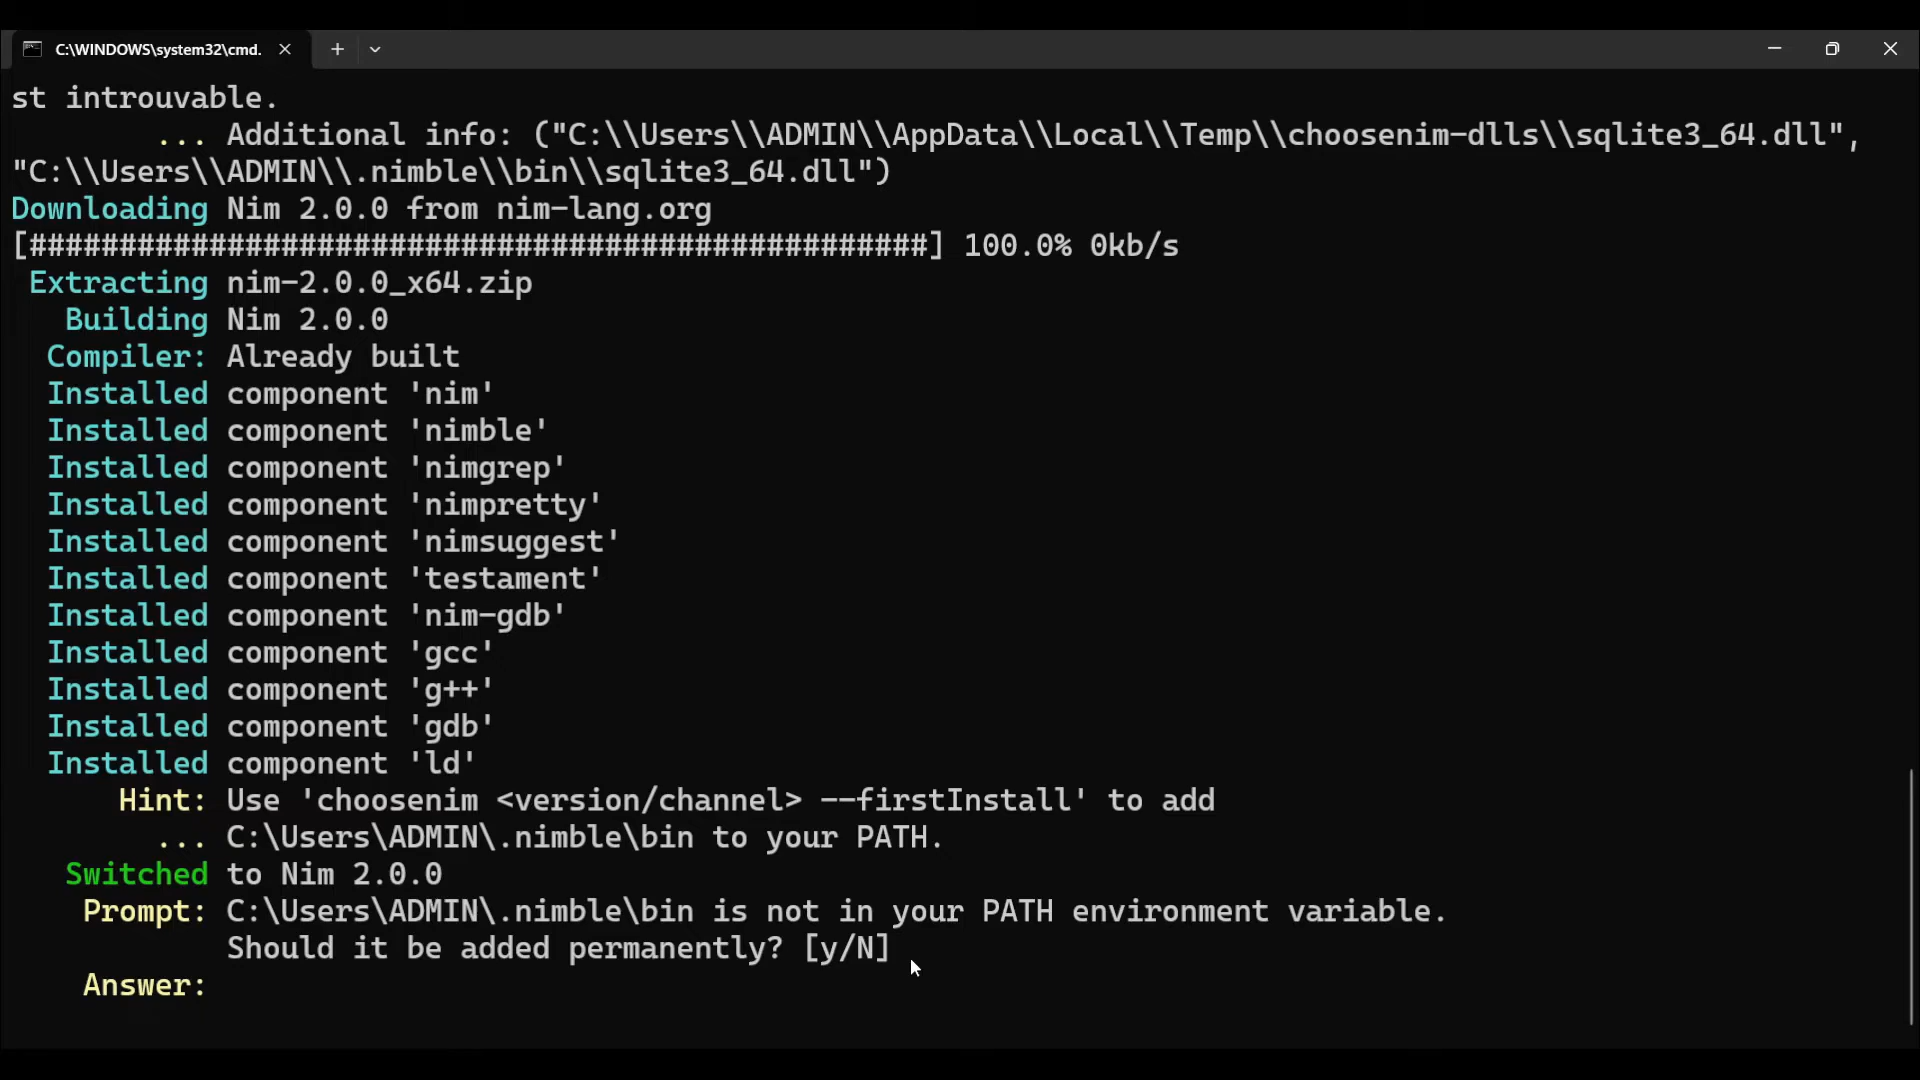 C:\WINDOWS\system32\cmd.
st introuvable.
... Additional info: ("C:\\Users\\ADMIN\\AppData\\Local\\Temp\\choosenim-dlls\\sqlite3_64.dll",
"C:\\Users\\ADMIN\\.nimble\\bin\\sqlite3_64.dll")
Downloading Nim 2.0.0 from nim-lang.org
[##################################################] 100.0% 0kb/s
Extracting nim-2.0.0_x64.zip
Building Nim 2.0.0
Compiler: Already built
Installed component 'nim'
Installed component 'nimble'
Installed component 'nimgrep'
Installed component 'nimpretty'
Installed component 'nimsuggest'
Installed component 'testament'
Installed component 'nim-gdb'
Installed component 'gcc'
Installed component 'g++'
Installed component 'gdb'
Installed component 'ld'
Hint: Use 'choosenim <version/channel> --firstInstall' to add
... C:\Users\ADMIN\.nimble\bin to your PATH.
Switched to Nim 2.0.0
Prompt: C:\Users\ADMIN\.nimble\bin is not in your PATH environment variable.
Should it be added permanently? [y/N]
Answer: